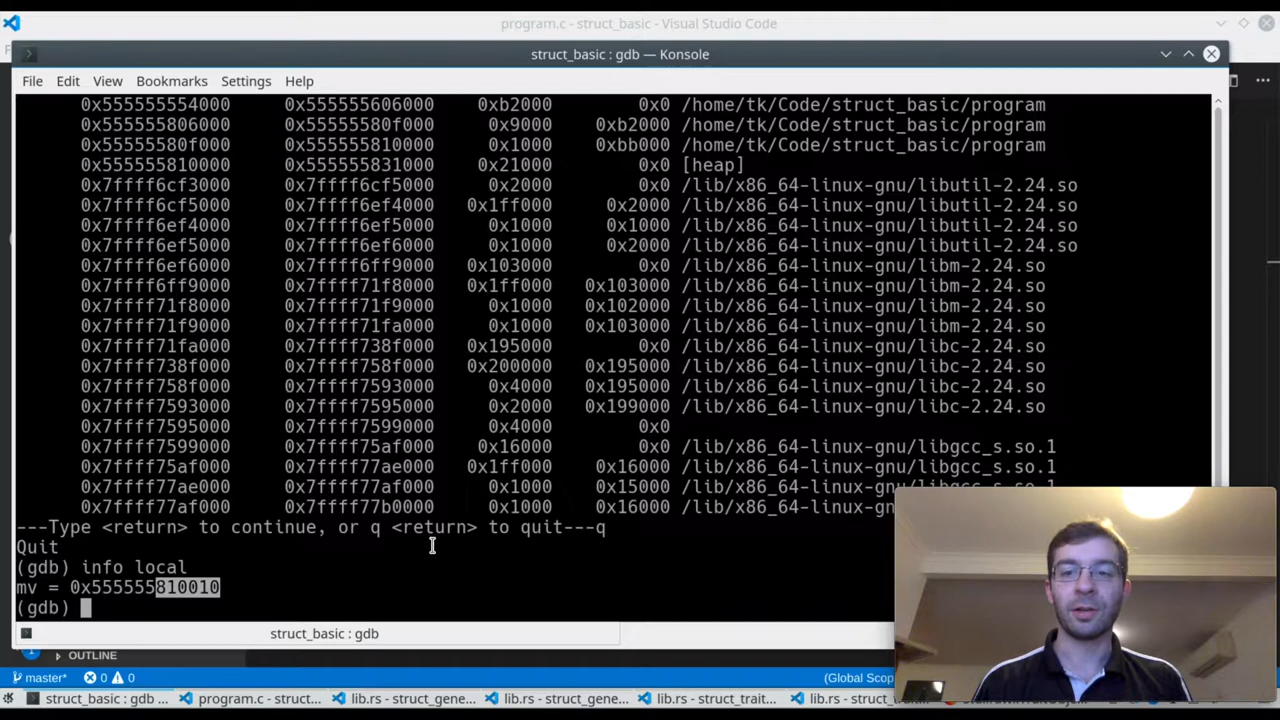 program.c - struct_basic - Visual Studio Code
struct_basic : gdb — Konsole
File Edit View Bookmarks Settings Help
0x555555554000 0x555555606000 0xb2000 0x0 /home/tk/Code/struct_basic/program
0x555555806000 0x55555580f000 0x9000 0xb2000 /home/tk/Code/struct_basic/program
0x55555580f000 0x555555810000 0x1000 0xbb000 /home/tk/Code/struct_basic/program
0x555555810000 0x555555831000 0x21000 0x0 [heap]
0x7ffff6cf3000 0x7ffff6cf5000 0x2000 0x0 /lib/x86_64-linux-gnu/libutil-2.24.so
0x7ffff6cf5000 0x7ffff6ef4000 0x1ff000 0x2000 /lib/x86_64-linux-gnu/libutil-2.24.so
0x7ffff6ef4000 0x7ffff6ef5000 0x1000 0x1000 /lib/x86_64-linux-gnu/libutil-2.24.so
0x7ffff6ef5000 0x7ffff6ef6000 0x1000 0x2000 /lib/x86_64-linux-gnu/libutil-2.24.so
0x7ffff6ef6000 0x7ffff6ff9000 0x103000 0x0 /lib/x86_64-linux-gnu/libm-2.24.so
0x7ffff6ff9000 0x7ffff71f8000 0x1ff000 0x103000 /lib/x86_64-linux-gnu/libm-2.24.so
0x7ffff71f8000 0x7ffff71f9000 0x1000 0x102000 /lib/x86_64-linux-gnu/libm-2.24.so
0x7ffff71f9000 0x7ffff71fa000 0x1000 0x103000 /lib/x86_64-linux-gnu/libm-2.24.so
0x7ffff71fa000 0x7ffff738f000 0x195000 0x0 /lib/x86_64-linux-gnu/libc-2.24.so
0x7ffff738f000 0x7ffff758f000 0x200000 0x195000 /lib/x86_64-linux-gnu/libc-2.24.so
0x7ffff758f000 0x7ffff7593000 0x4000 0x195000 /lib/x86_64-linux-gnu/libc-2.24.so
0x7ffff7593000 0x7ffff7595000 0x2000 0x199000 /lib/x86_64-linux-gnu/libc-2.24.so
0x7ffff7595000 0x7ffff7599000 0x4000 0x0
0x7ffff7599000 0x7ffff75af000 0x16000 0x0 /lib/x86_64-linux-gnu/libgcc_s.so.1
0x7ffff75af000 0x7ffff77ae000 0x1ff000 0x16000 /lib/x86_64-linux-gnu/libgcc_s.so.1
0x7ffff77ae000 0x7ffff77af000 0x1000 0x15000 /lib/x86_64-linux-gnu/libgcc_s.so.1
0x7ffff77af000 0x7ffff77b0000 0x1000 0x16000 /lib/x86_64-linux-gn
---Type <return> to continue, or q <return> to quit---q
Quit
(gdb) info local
mv = 0x555555810010
(gdb)
struct_basic : gdb
OUTLINE
master* 0 0 (Global Scop
struct_basic : gdb ... program.c - struct... lib.rs - struct_gene... lib.rs - struct_gene... lib.rs - struct_trait...